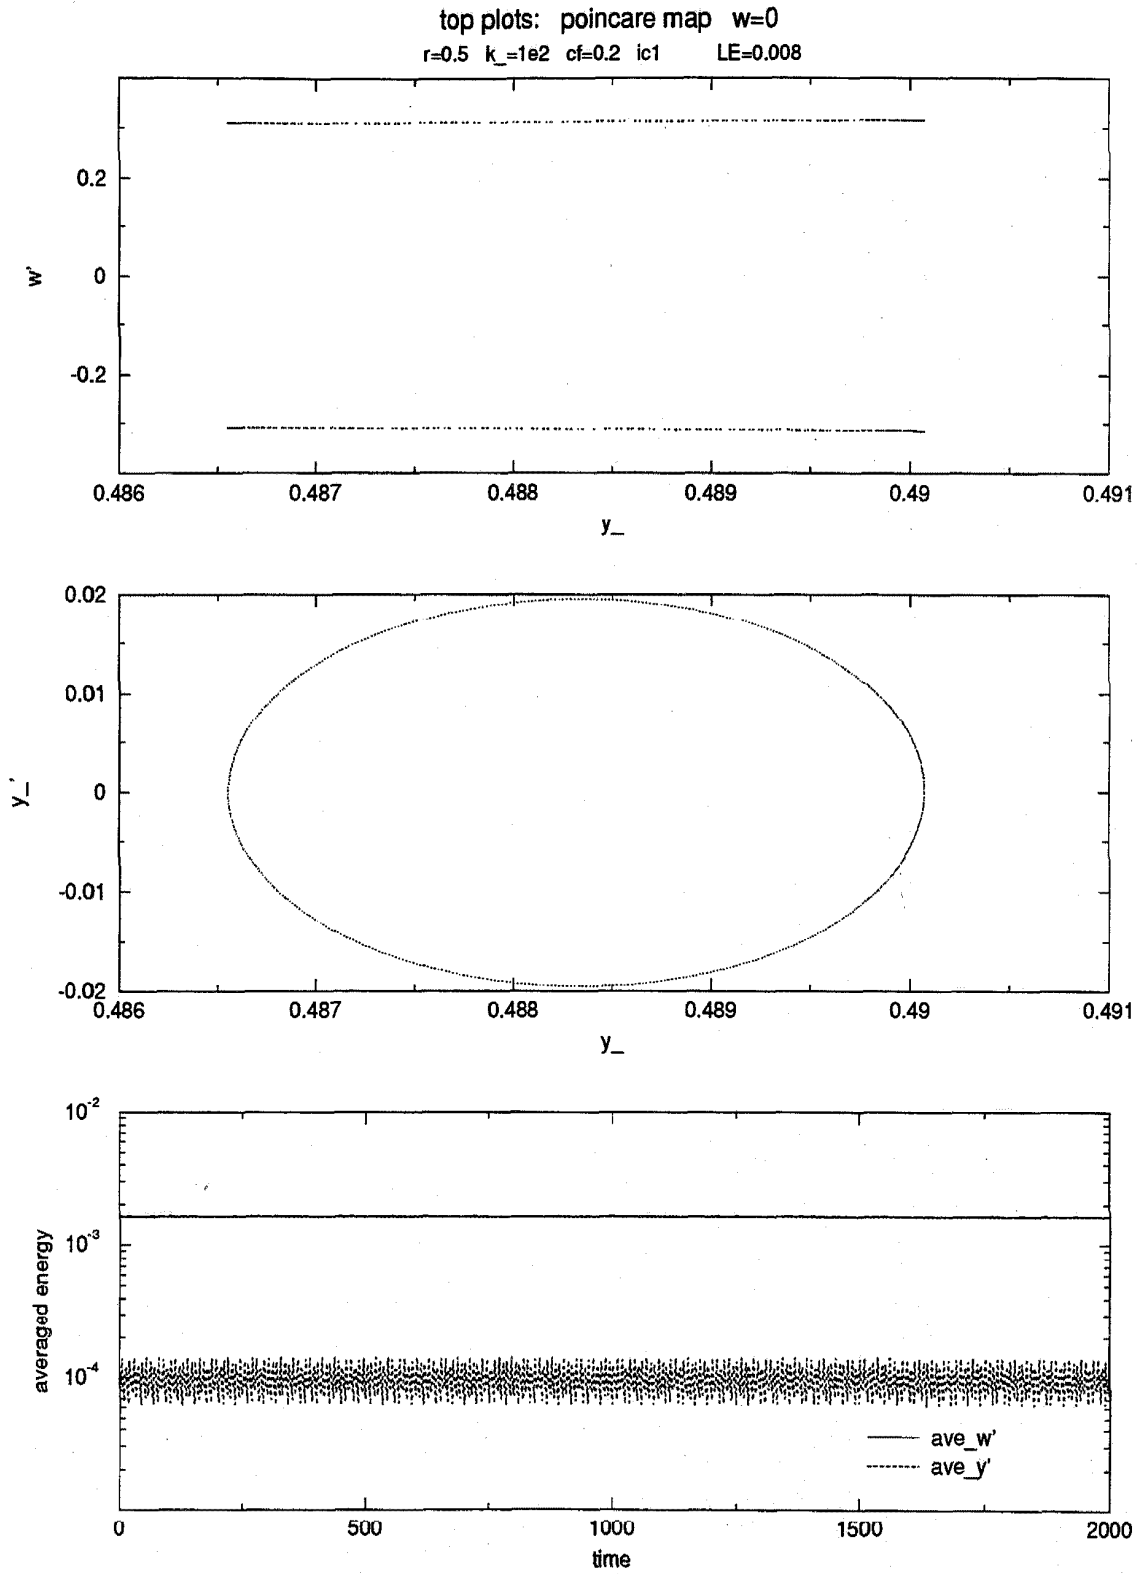 top plots: poincare map w=0
r=0.5 k_=1e2 cf=0.2 ic1 LE=0.008
0.2
0
-0.2
w'
0.486 0.487 0.488 0.489 0.49 0.491
y_
0.02
0.01
0
-0.01
-0.02
y_'
0.486 0.487 0.488 0.489 0.49 0.491
y_
10^-2
10^-3
10^-4
averaged energy
ave_w'
ave_y'
0 500 1000 1500 2000
time